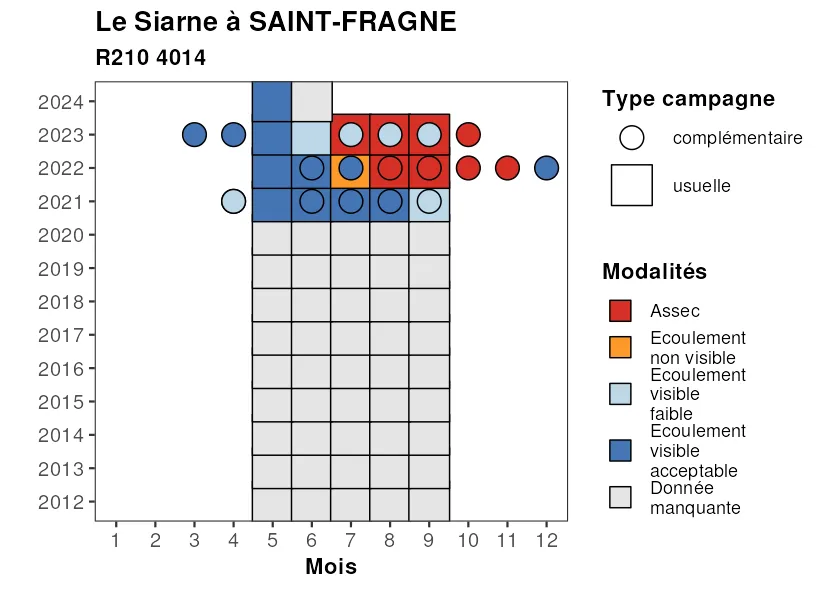 Le Siarne à SAINT-FRAGNE
R210 4014
2024
2023
2022
2021
2020
2019
2018
2017
2016
2015
2014
2013
2012
1 2 3 4 5 6 7 8 9 10 11 12
Mois
Type campagne
complémentaire
usuelle
Modalités
Assec
Ecoulement
non visible
Ecoulement
visible
faible
Ecoulement
visible
acceptable
Donnée
manquante